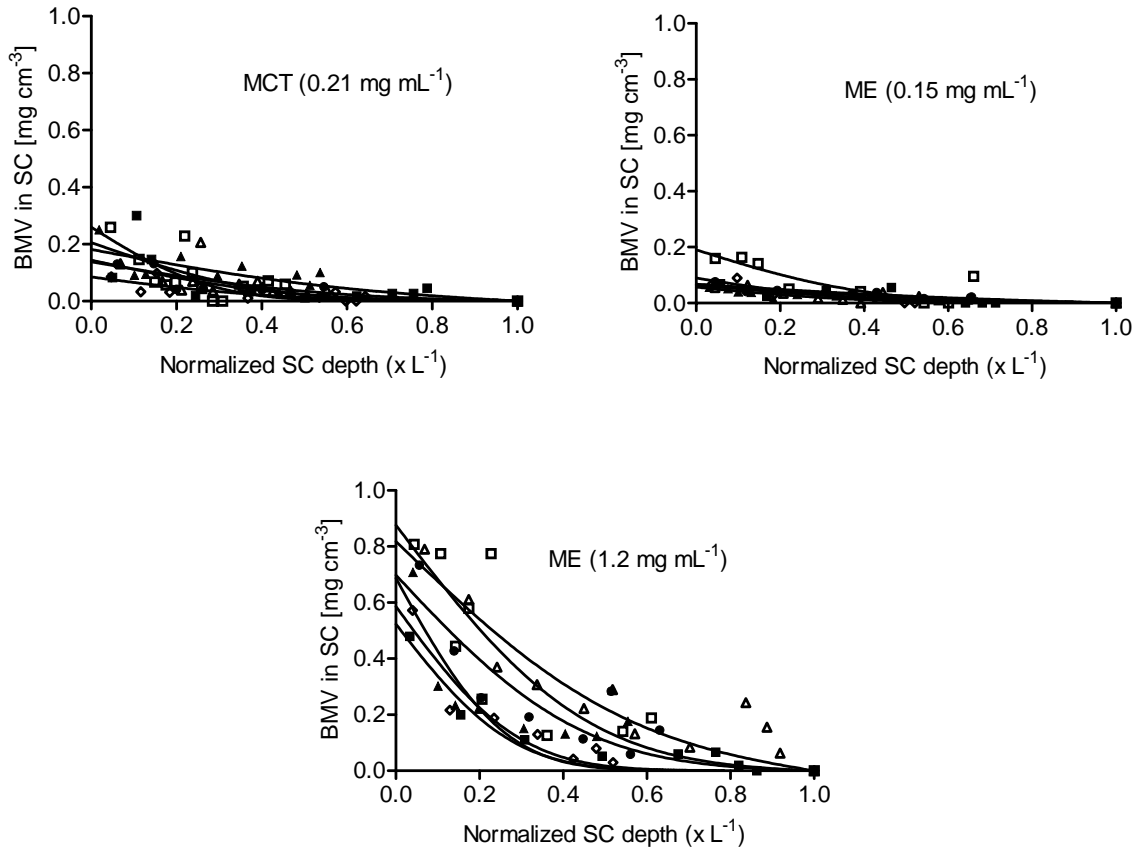 MCT (0.21 mg mL⁻¹)
BMV in SC [mg cm⁻³]
1.0
0.8
0.6
0.4
0.2
0.0
0.0 0.2 0.4 0.6 0.8 1.0
Normalized SC depth (x L⁻¹)
ME (0.15 mg mL⁻¹)
BMV in SC [mg cm⁻³]
1.0
0.8
0.6
0.4
0.2
0.0
0.0 0.2 0.4 0.6 0.8 1.0
Normalized SC depth (x L⁻¹)
ME (1.2 mg mL⁻¹)
BMV in SC [mg cm⁻³]
1.0
0.8
0.6
0.4
0.2
0.0
0.0 0.2 0.4 0.6 0.8 1.0
Normalized SC depth (x L⁻¹)